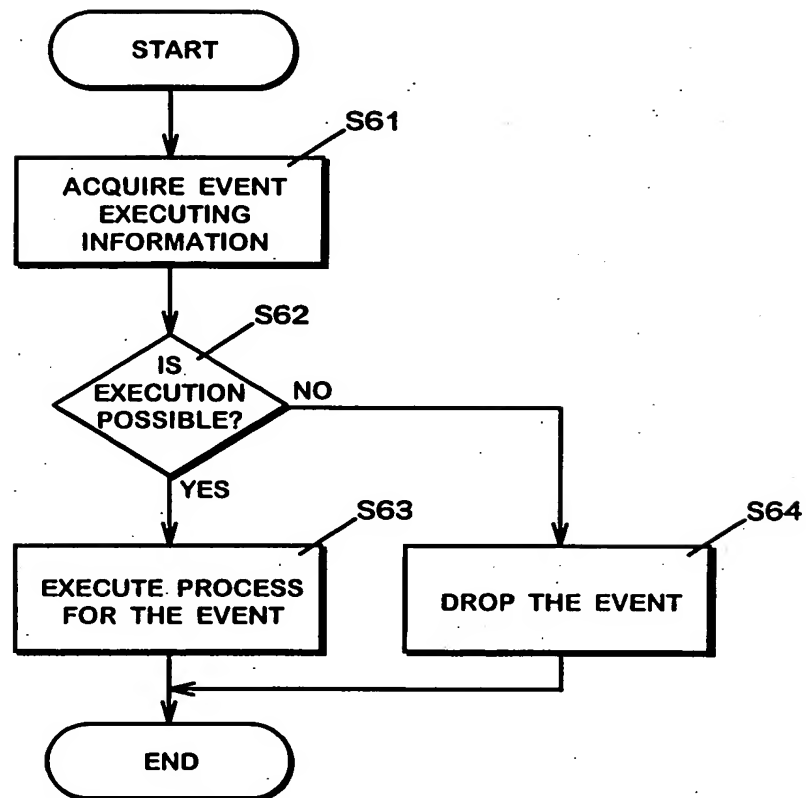 START
S61
ACQUIRE EVENT
EXECUTING
INFORMATION
S62
IS
EXECUTION
POSSIBLE?
NO
YES
S63
EXECUTE PROCESS
FOR THE EVENT
S64
DROP THE EVENT
END